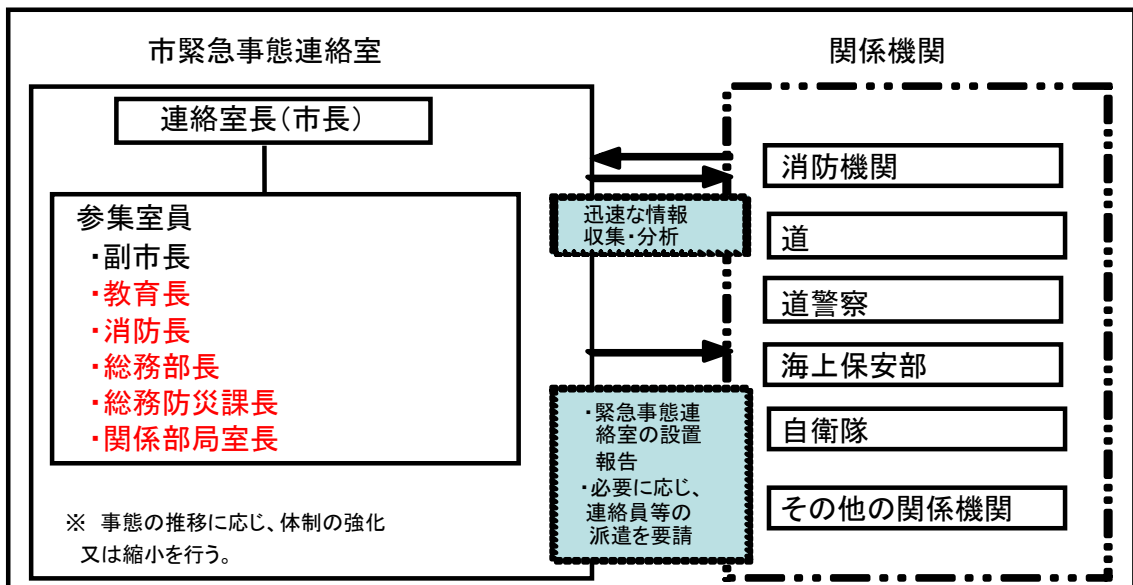 市緊急事態連絡室
連絡室長(市長)
参集室員
・副市長
・教育長
・消防長
・総務部長
・総務防災課長
・関係部局室長
※ 事態の推移に応じ、体制の強化
又は縮小を行う。
迅速な情報
収集・分析
・緊急事態連
絡室の設置
報告
・必要に応じ、
連絡員等の
派遣を要請
関係機関
消防機関
道
道警察
海上保安部
自衛隊
その他の関係機関